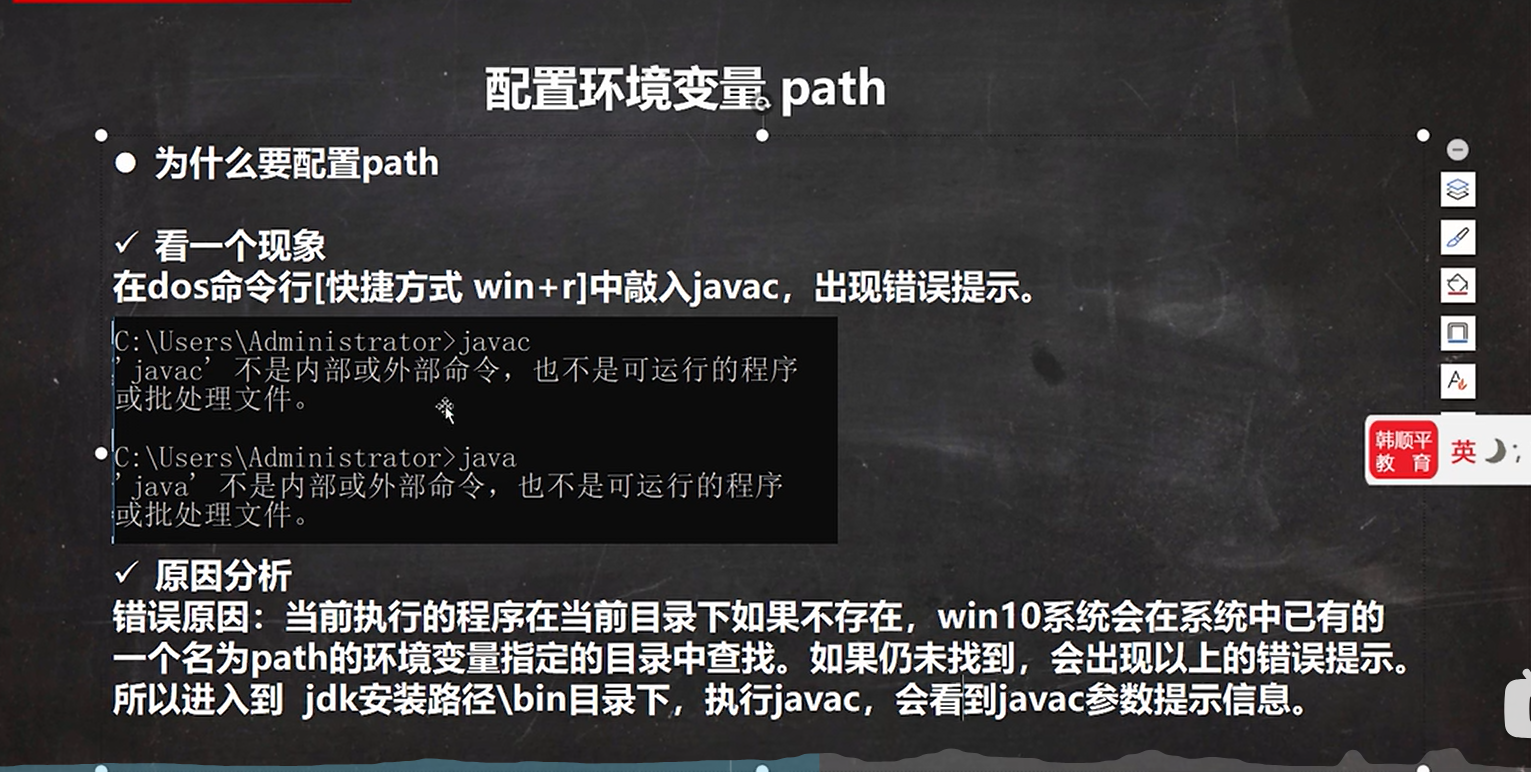 配置环境变量 path
● 为什么要配置path
✓ 看一个现象
在dos命令行[快捷方式 win+r]中敲入javac，出现错误提示。
C:\Users\Administrator>javac
'javac' 不是内部或外部命令，也不是可运行的程序
或批处理文件。
C:\Users\Administrator>java
'java' 不是内部或外部命令，也不是可运行的程序
或批处理文件。
✓ 原因分析
错误原因：当前执行的程序在当前目录下如果不存在，win10系统会在系统中已有的
一个名为path的环境变量指定的目录中查找。如果仍未找到，会出现以上的错误提示。
所以进入到 jdk安装路径\bin目录下，执行javac，会看到javac参数提示信息。
韩顺平
教 育
英